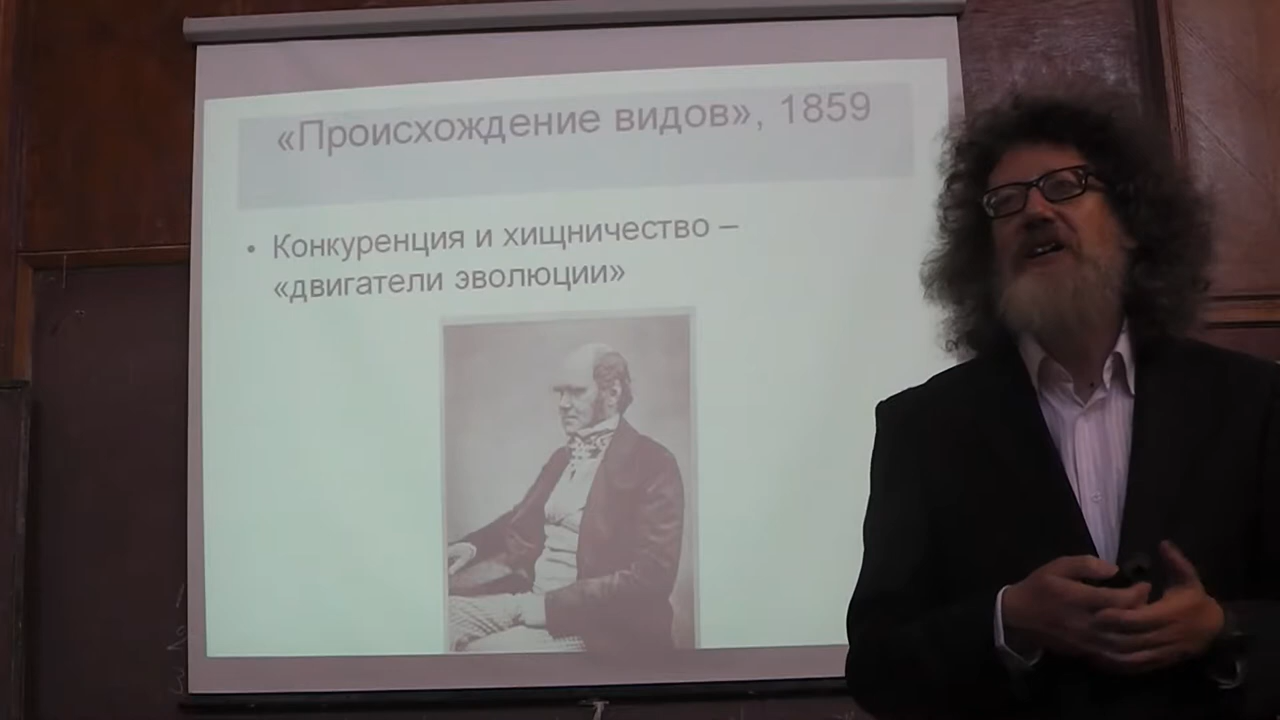 «Происхождение видов», 1859
• Конкуренция и хищничество –
«двигатели эволюции»